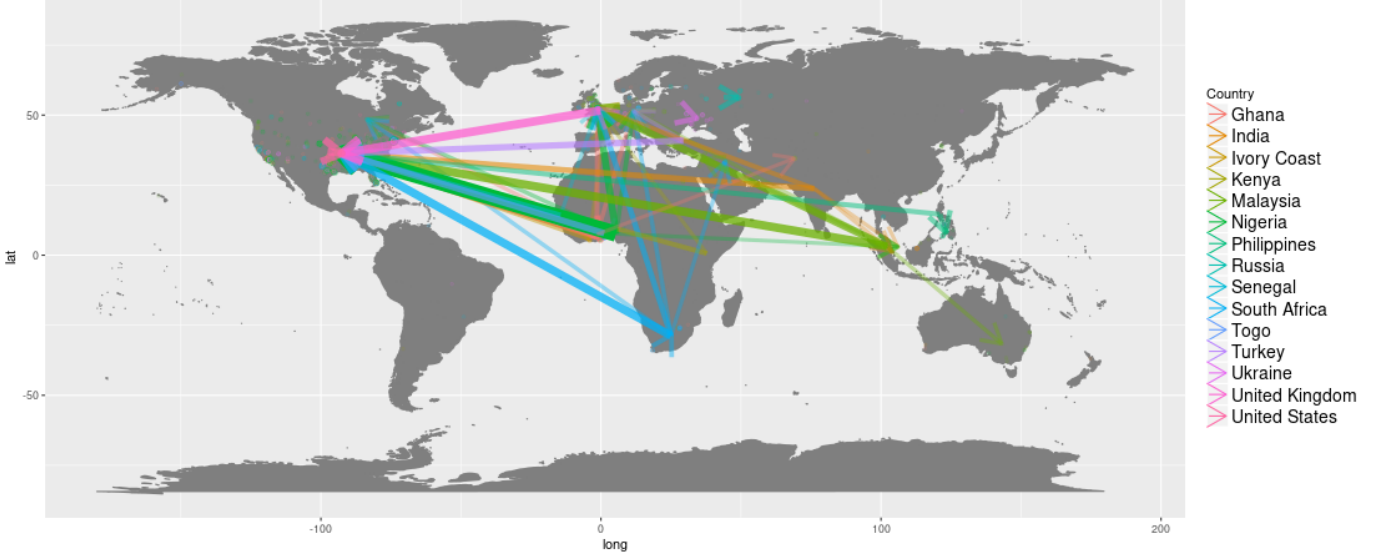 50
0
-50
lat
-100
0
100
200
long
Country
Ghana
India
Ivory Coast
Kenya
Malaysia
Nigeria
Philippines
Russia
Senegal
South Africa
Togo
Turkey
Ukraine
United Kingdom
United States